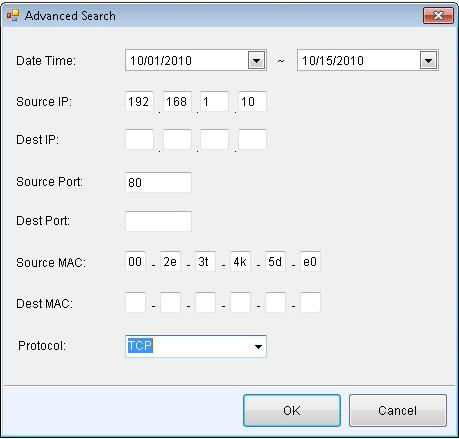 Advanced Search
Date Time: 10/01/2010 ~ 10/15/2010
Source IP: 192 . 168 . 1 . 10
Dest IP: . . .
Source Port: 80
Dest Port:
Source MAC: 00 - 2e - 3t - 4k - 5d - e0
Dest MAC: - - - - -
Protocol: TCP
OK Cancel